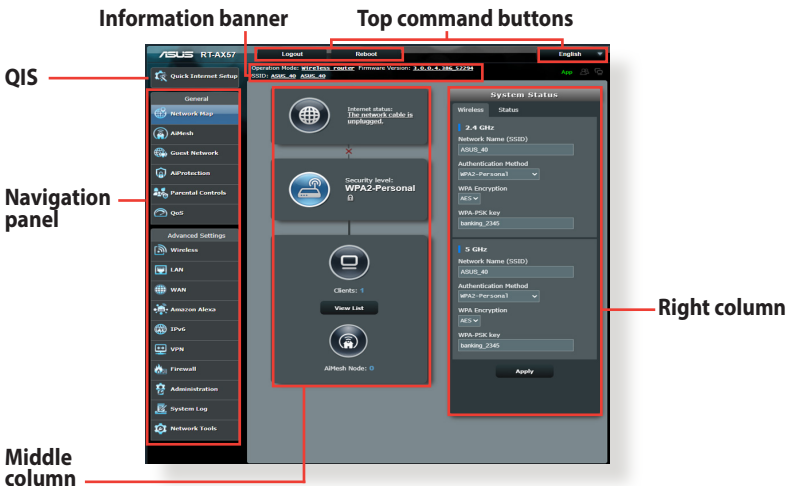 Information banner
Top command buttons
QIS
Navigation
panel
Middle
column
Right column
ASUS RT-AX57
Logout
Reboot
English
Quick Internet Setup
Operation Mode: Wireless router Firmware Version: 3.0.0.4.386_52294
SSID: ASUS_40 ASUS_40
App
General
Network Map
AiMesh
Guest Network
AiProtection
Parental Controls
QoS
Advanced Settings
Wireless
LAN
WAN
Amazon Alexa
IPv6
VPN
Firewall
Administration
System Log
Network Tools
Internet status:
The network cable is
unplugged.
Security level:
WPA2-Personal
Clients: 1
View List
AiMesh Node: 0
System Status
Wireless Status
2.4 GHz
Network Name (SSID)
ASUS_40
Authentication Method
WPA2-Personal
WPA Encryption
AES
WPA-PSK key
banking_2345
5 GHz
Network Name (SSID)
ASUS_40
Authentication Method
WPA2-Personal
WPA Encryption
AES
WPA-PSK key
banking_2345
Apply